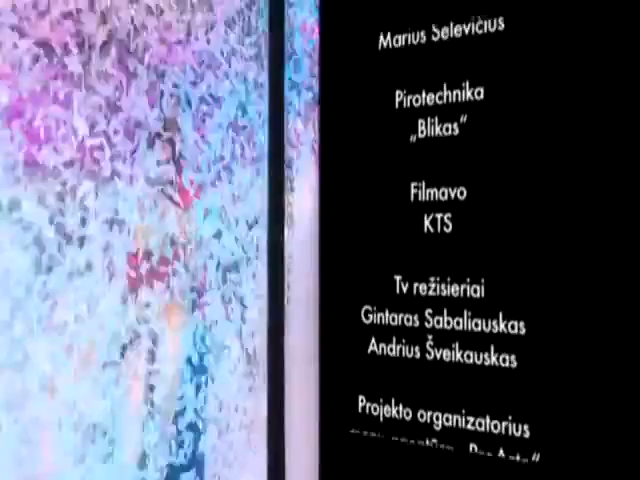 Marius Selevičius
Pirotechnika
„Blikas“
Filmavo
KTS
Tv režisieriai
Gintaras Sabaliauskas
Andrius Šveikauskas
Projekto organizatorius